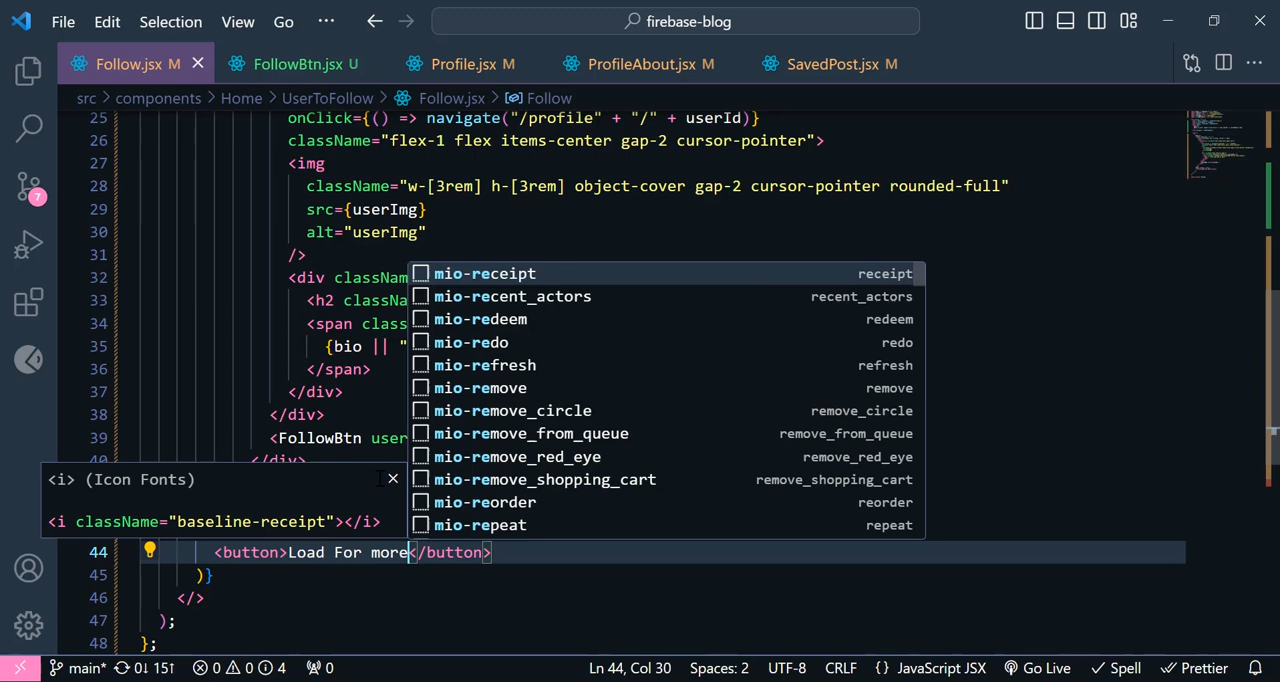 File Edit Selection View Go ··· firebase-blog
Follow.jsx M FollowBtn.jsx U Profile.jsx M ProfileAbout.jsx M SavedPost.jsx M ···
src > components > Home > UserToFollow > Follow.jsx > Follow
25 onClick={() => navigate("/profile" + "/" + userId)}
26 className="flex-1 flex items-center gap-2 cursor-pointer">
27 <img
28 className="w-[3rem] h-[3rem] object-cover gap-2 cursor-pointer rounded-full"
29 src={userImg}
30 alt="userImg"
31 />
32 <div classNam
33 <h2 classNa
34 <span class
35 {bio || "
36 </span>
37 </div>
38 </div>
39 <FollowBtn user
40 </div>
mio-receipt receipt
mio-recent_actors recent_actors
mio-redeem redeem
mio-redo redo
mio-refresh refresh
mio-remove remove
mio-remove_circle remove_circle
mio-remove_from_queue remove_from_queue
mio-remove_red_eye remove_red_eye
mio-remove_shopping_cart remove_shopping_cart
mio-reorder reorder
mio-repeat repeat
<i> (Icon Fonts)
<i className="baseline-receipt"></i>
44 <button>Load For more</button>
45 )}
46 </>
47 );
48 };
7
main* 0↓ 15↑ 0 0 4 0 Ln 44, Col 30 Spaces: 2 UTF-8 CRLF {} JavaScript JSX Go Live Spell Prettier